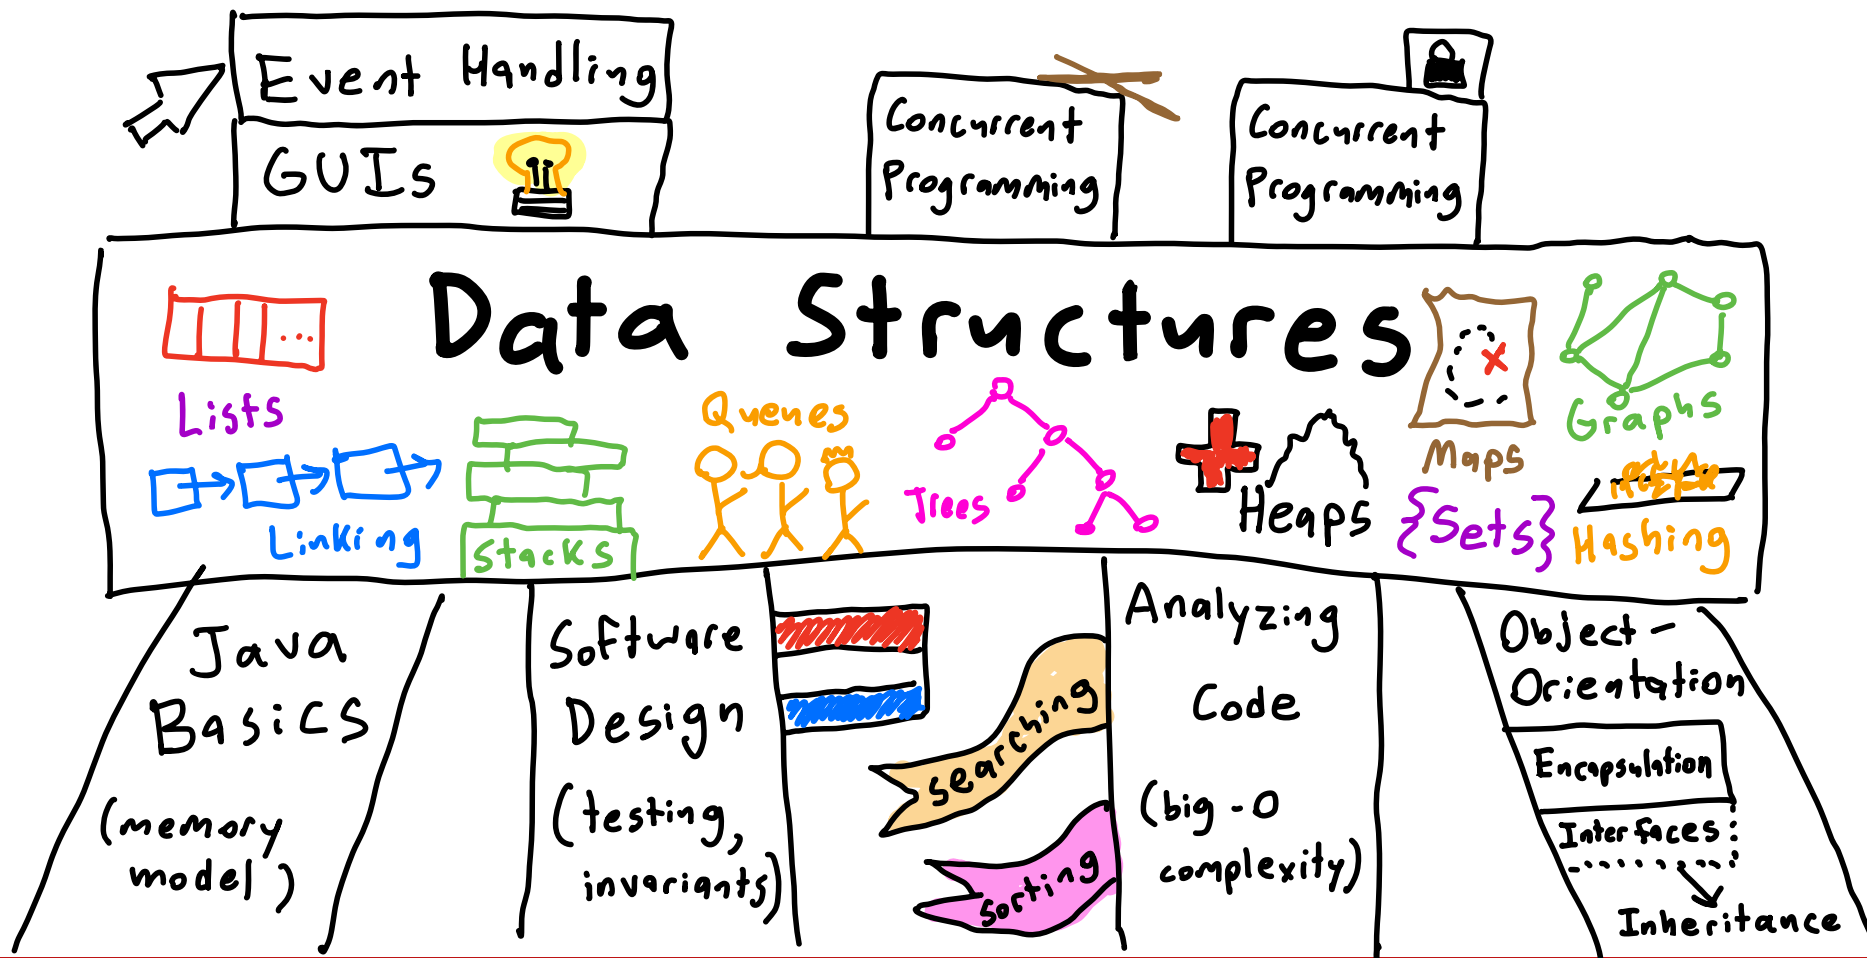 Event Handling
GUIs
Concurrent
Programming
Concurrent
Programming
Data Structures
Lists
Linking
Stacks
Queues
Trees
Heaps
Maps
{Sets}
Graphs
Hashing
Java
Basics
(memory
model)
Software
Design
(testing,
invariants)
searching
sorting
Analyzing
Code
(big-O
complexity)
Object-
Orientation
Encapsulation
Interfaces
Inheritance